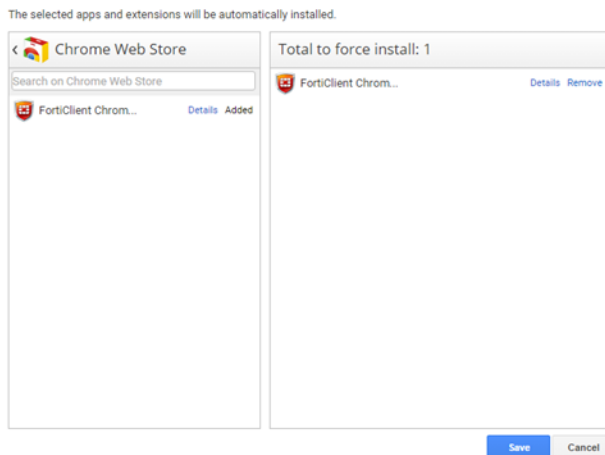 The selected apps and extensions will be automatically installed.
Chrome Web Store
Search on Chrome Web Store
FortiClient Chrom... Details Added
Total to force install: 1
FortiClient Chrom... Details Remove
Save Cancel